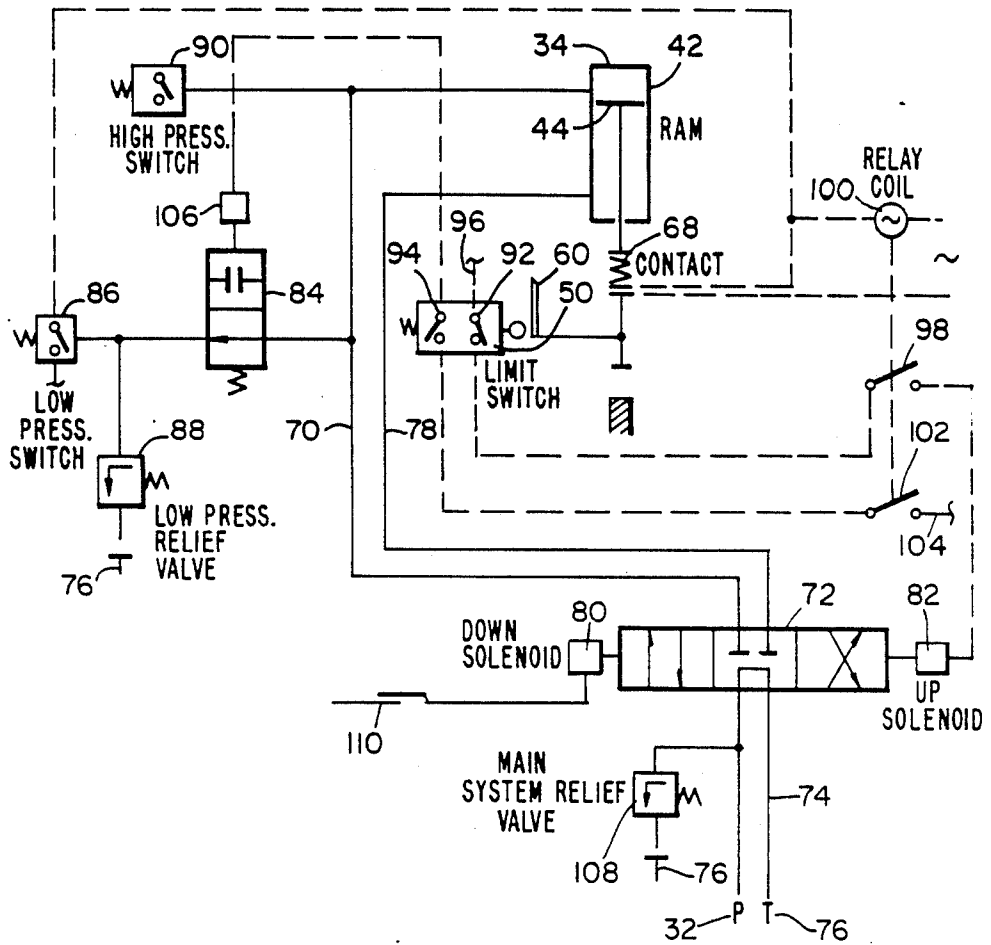 90
34
42
44
RAM
HIGH PRESS.
SWITCH
RELAY
COIL
100
106
96
68
94
92
60
CONTACT
86
84
50
98
LIMIT
SWITCH
LOW
PRESS.
SWITCH
88
70
78
102
LOW PRESS.
RELIEF
VALVE
76
104
80
72
82
DOWN
SOLENOID
UP
SOLENOID
110
MAIN
SYSTEM RELIEF
VALVE
74
108
76
32 P T 76